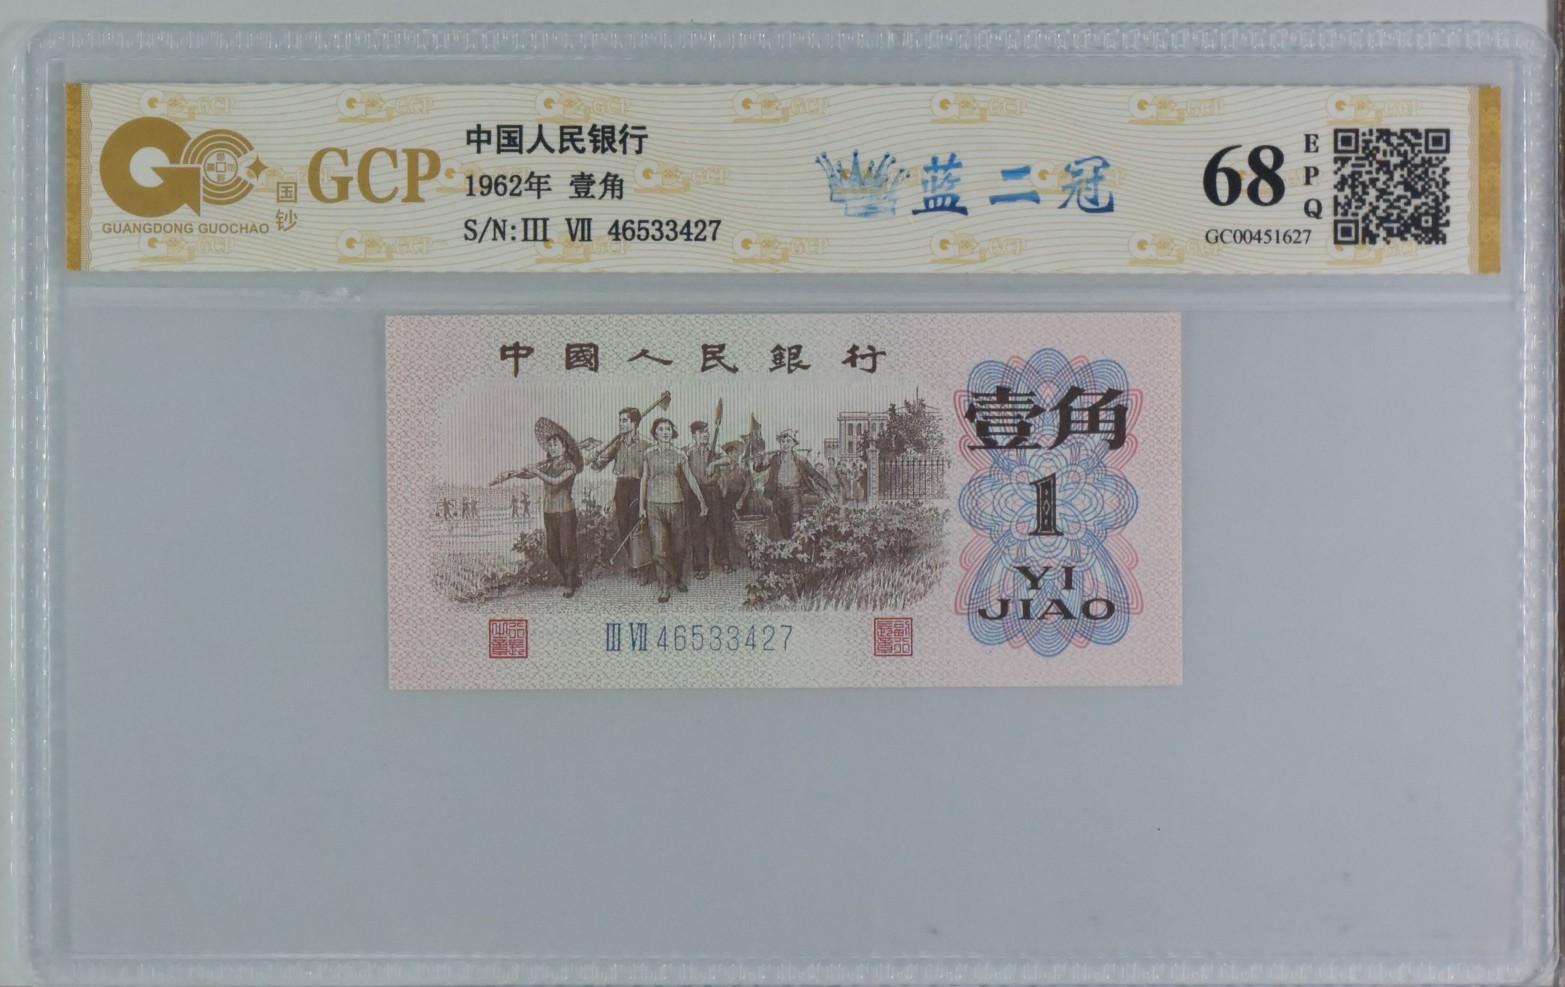 GCP
国钞
GUANGDONG GUOCHAO
中国人民银行
1962年 壹角
S/N:III VII 46533427
蓝二冠
68
EPQ
GC00451627
中國人民銀行
壹角
1
YI
JIAO
III VII 46533427